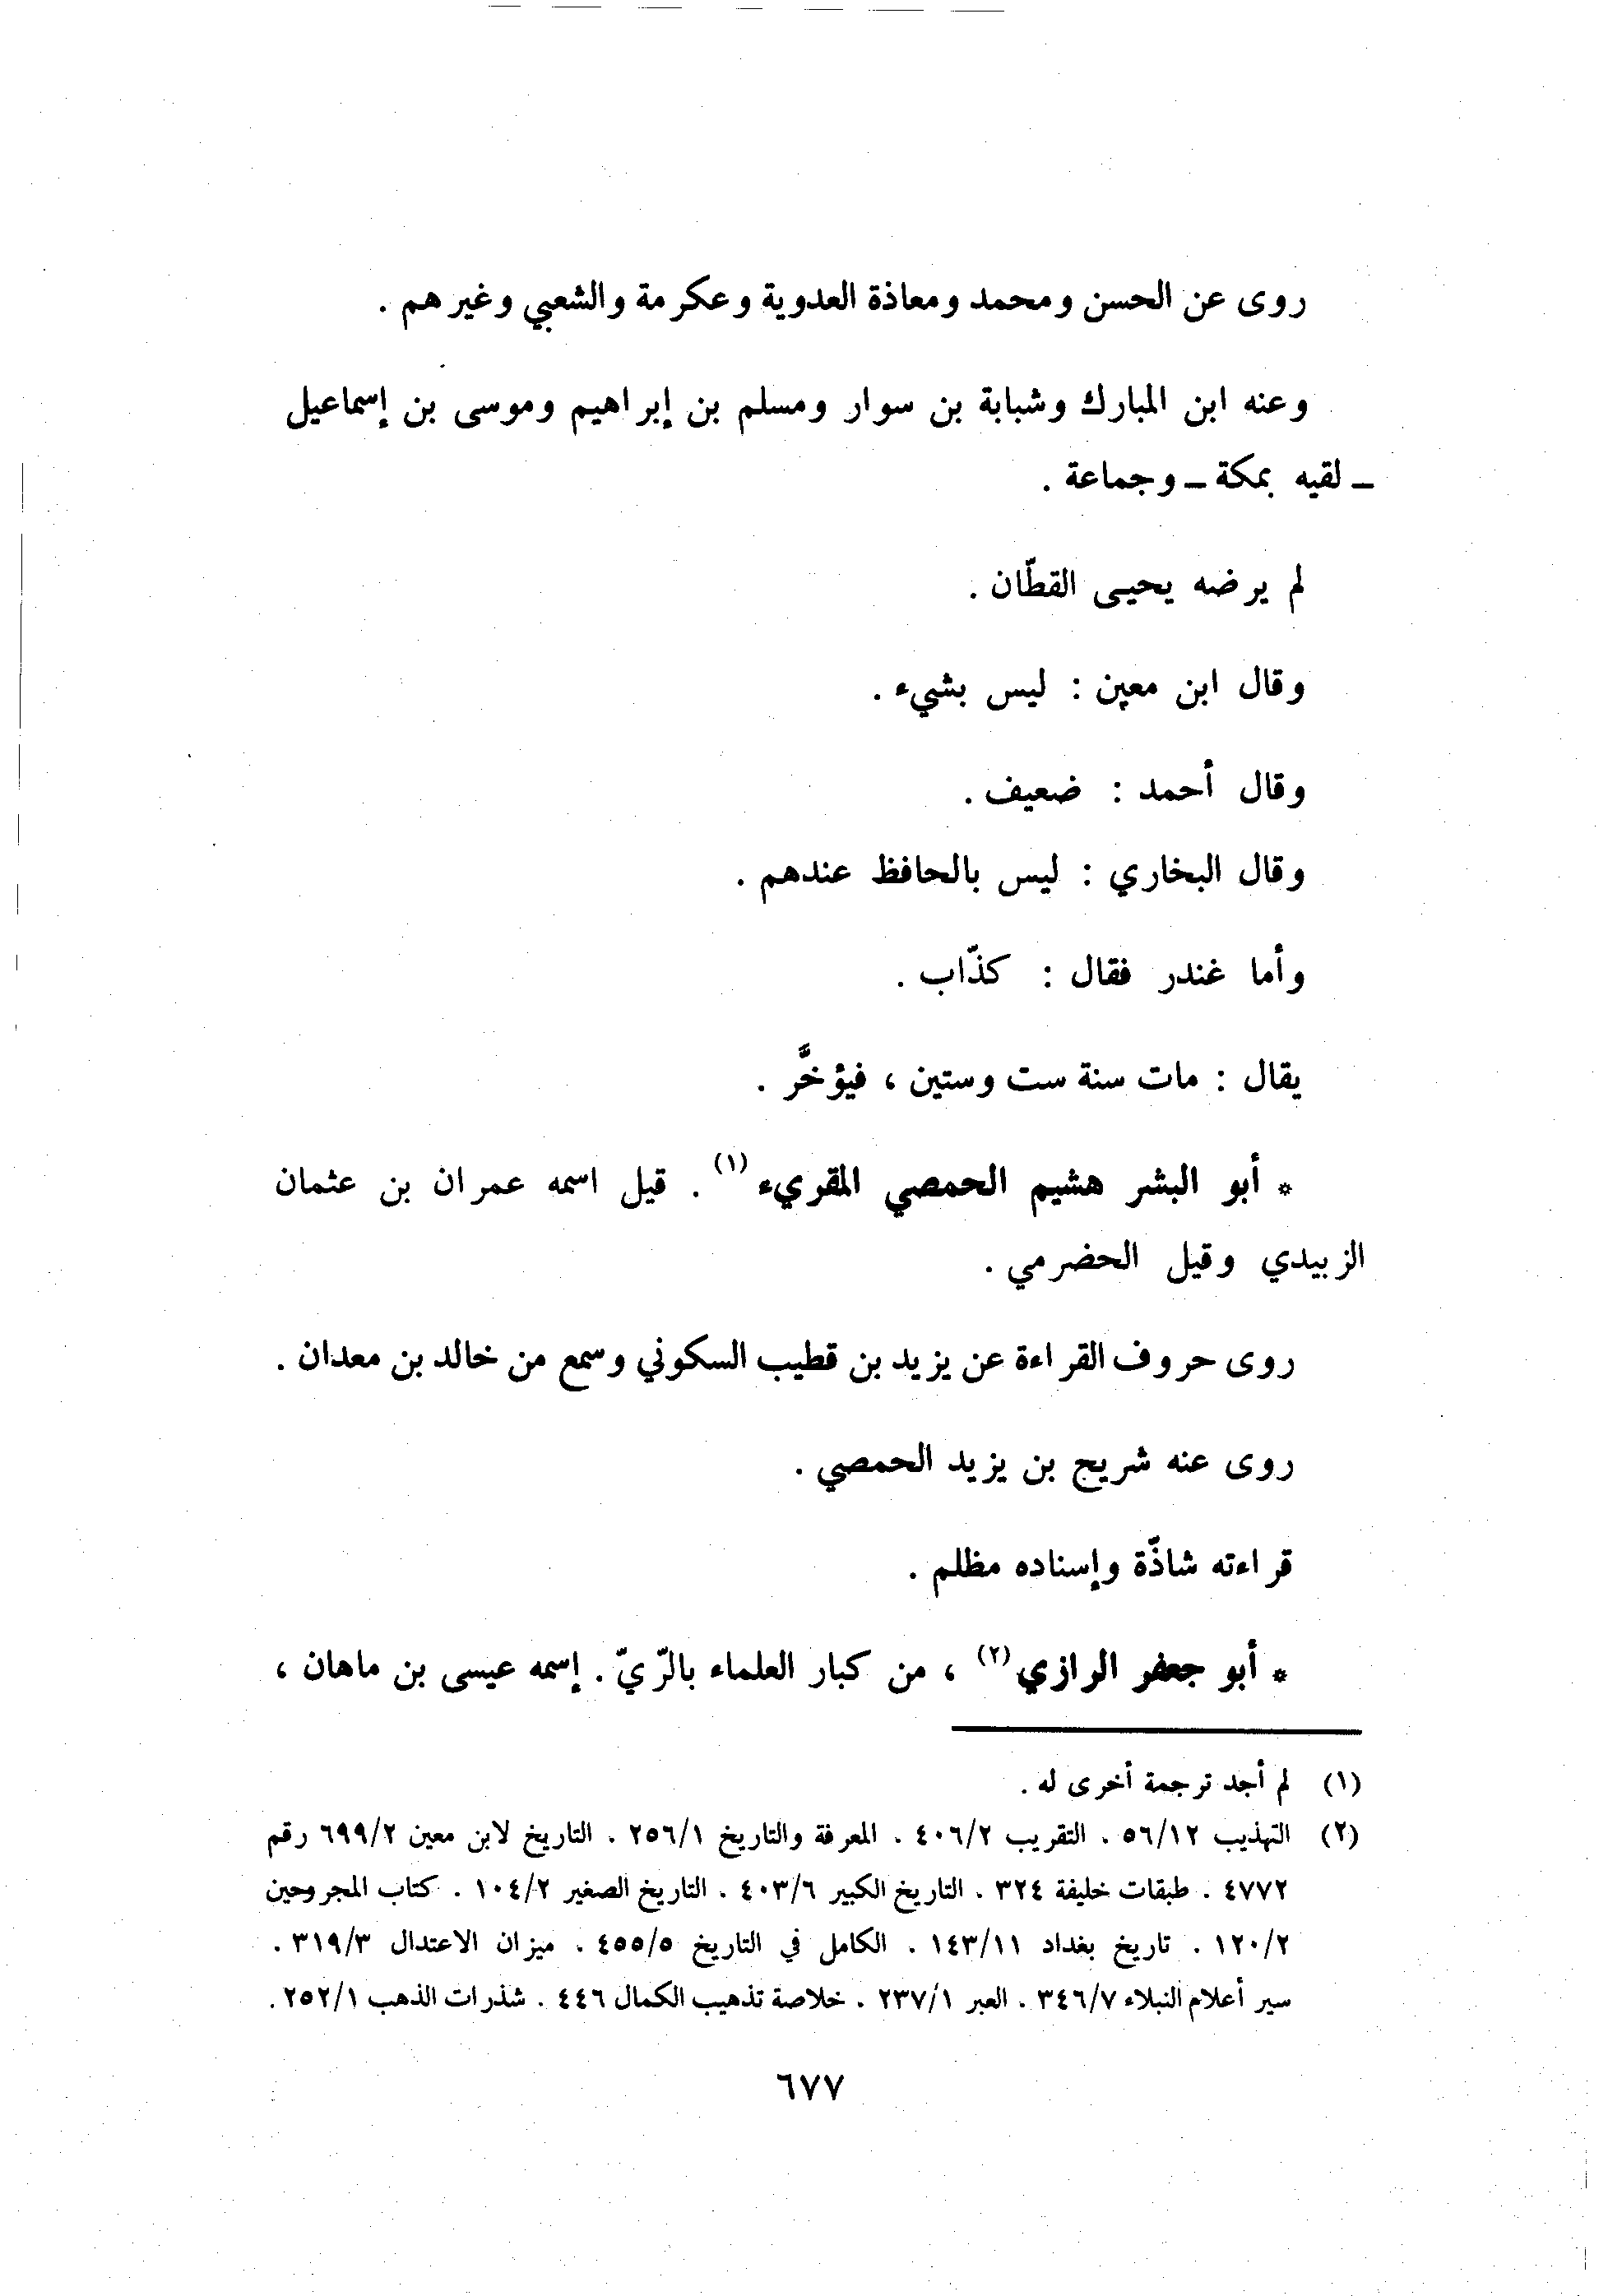 روى عن الحسن ومحمد ومعاذة العدوية وعكرمة والشعبي وغيرهم .
وعنه ابن المبارك وشبابة بن سوار ومسلم بن إبراهيم وموسى بن إسماعيل
ـ لقيه بمكة ـ وجماعة .
لم يرضه يحيى القطّان .
وقال ابن معين : ليس بشيء .
وقال أحمد : ضعيف .
وقال البخاري : ليس بالحافظ عندهم .
وأما غندر فقال : كذّاب .
يقال : مات سنة ست وستين ، فيؤخَّر .
* أبو البشر هشيم الحمصي المقريء (١) . قيل اسمه عمران بن عثمان
الزبيدي وقيل الحضرمي .
روى حروف القراءة عن يزيد بن قطيب السكوني وسمع من خالد بن معدان .
روى عنه شريج بن يزيد الحمصي .
قراءته شاذّة وإسناده مظلم .
* أبو جعفر الرازي (٢) ، من كبار العلماء بالرّيّ . إسمه عيسى بن ماهان ،
(١) لم أجد ترجمة أخرى له .
(٢) التهذيب ٥٦/١٢ . التقريب ٤٠٦/٢ . المعرفة والتاريخ ٢٥٦/١ . التاريخ لابن معين ٦٩٩/٢ رقم
٤٧٧٢ . طبقات خليفة ٣٢٤ . التاريخ الكبير ٤٠٣/٦ . التاريخ الصغير ١٠٤/٢ . كتاب المجروحين
١٢٠/٢ . تاريخ بغداد ١٤٣/١١ . الكامل في التاريخ ٤٥٥/٥ . ميزان الاعتدال ٣١٩/٣ .
سير أعلام النبلاء ٣٤٦/٧ . العبر ٢٣٧/١ . خلاصة تذهيب الكمال ٤٤٦ . شذرات الذهب ٢٥٢/١ .
٦٧٧